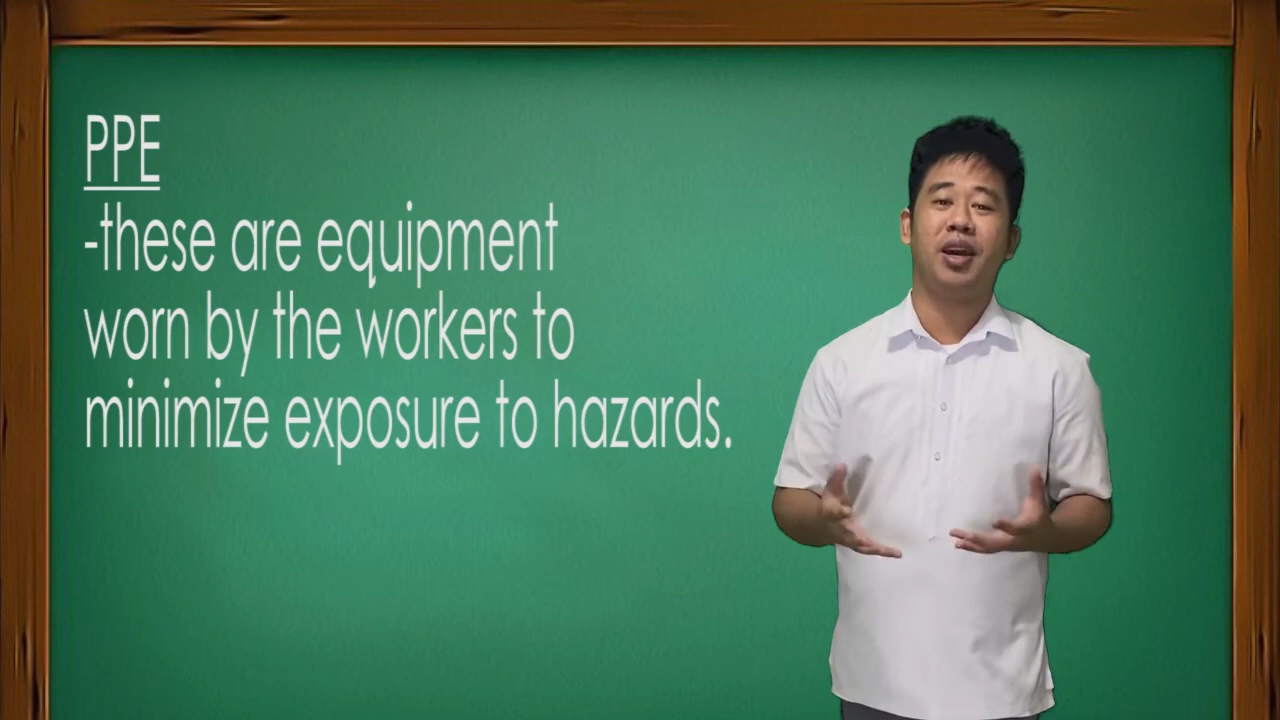 PPE
-these are equipment
worn by the workers to
minimize exposure to hazards.